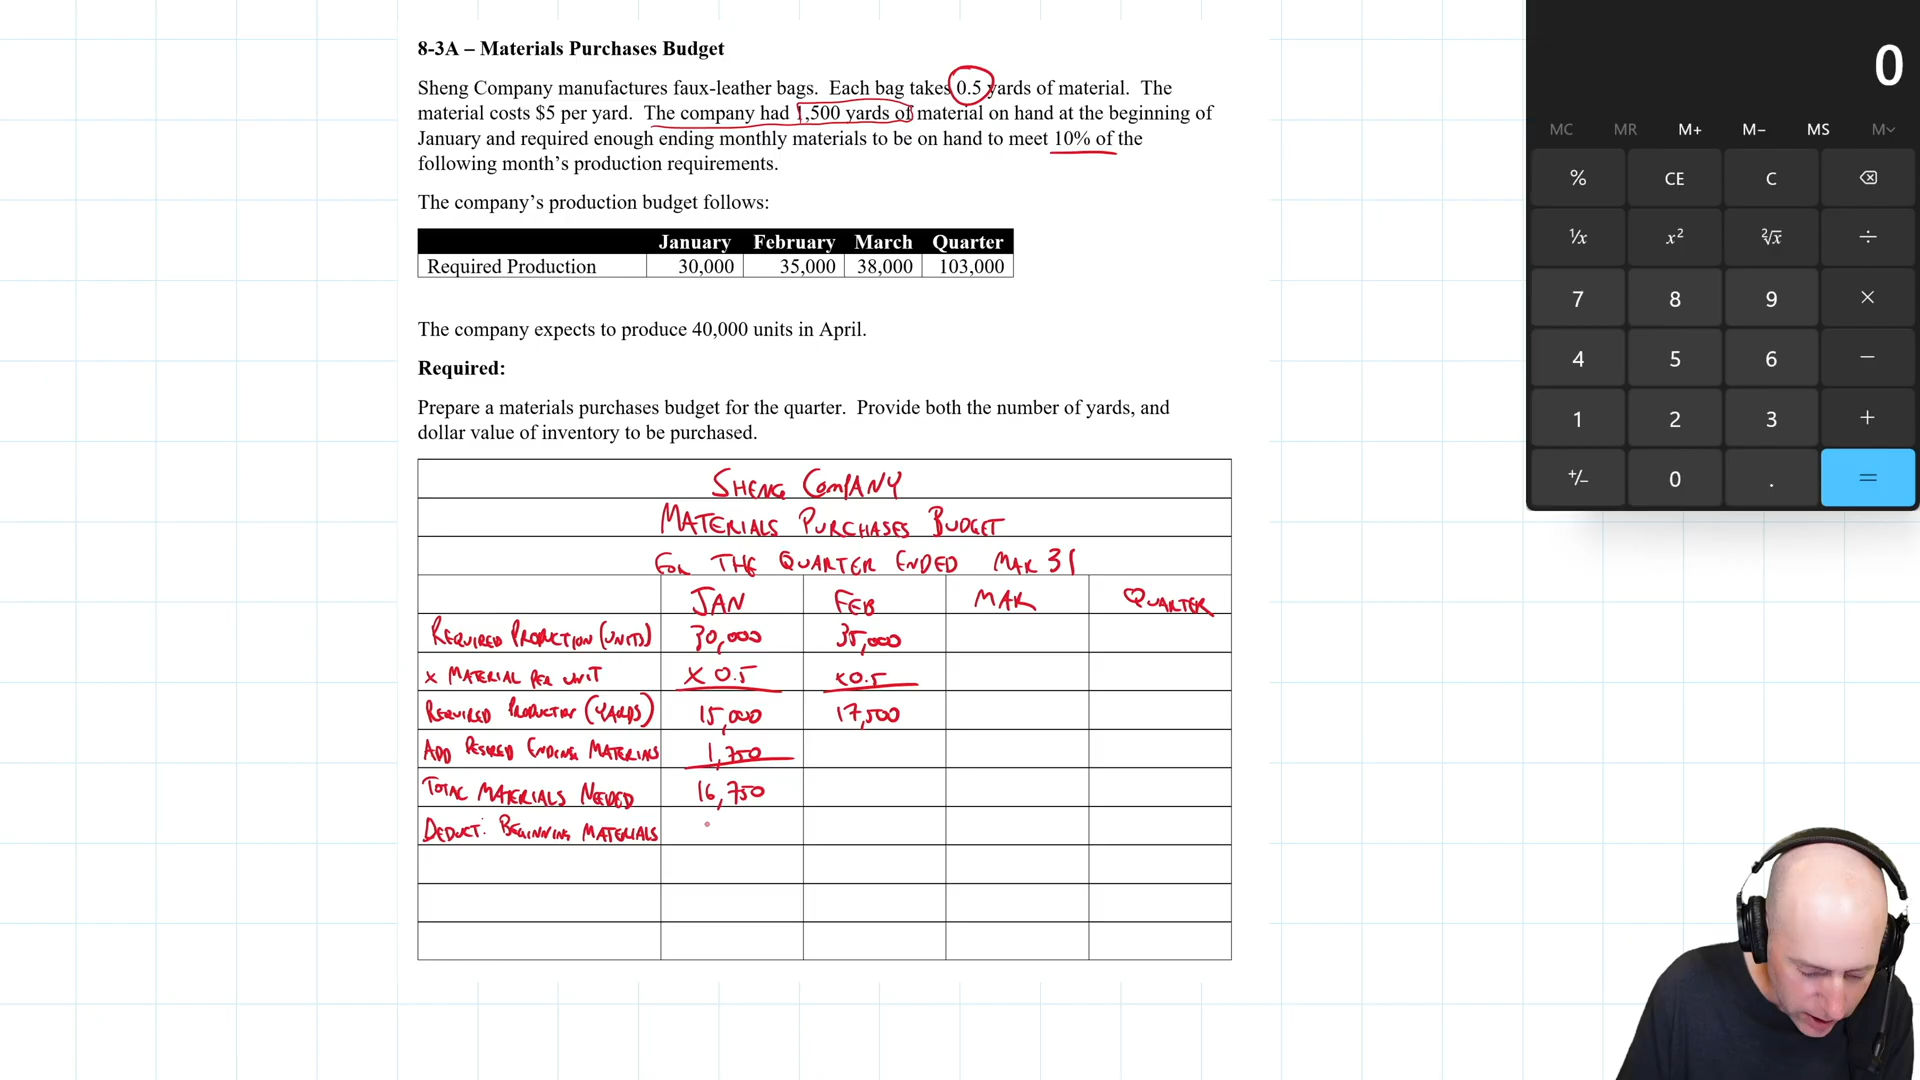 8-3A – Materials Purchases Budget
Sheng Company manufactures faux-leather bags. Each bag takes 0.5 yards of material. The
material costs $5 per yard. The company had 1,500 yards of material on hand at the beginning of
January and required enough ending monthly materials to be on hand to meet 10% of the
following month's production requirements.
The company's production budget follows:
January February March Quarter
Required Production 30,000 35,000 38,000 103,000
The company expects to produce 40,000 units in April.
Required:
Prepare a materials purchases budget for the quarter. Provide both the number of yards, and
dollar value of inventory to be purchased.
SHENG COMPANY
MATERIALS PURCHASES BUDGET
FOR THE QUARTER ENDED MAR 31
JAN FEB MAR QUARTER
REQUIRED PRODUCTION (UNITS) 30,000 35,000
x MATERIAL PER UNIT x 0.5 x0.5
REQUIRED PRODUCTION (YARDS) 15,000 17,500
ADD DESIRED ENDING MATERIALS 1,750
TOTAL MATERIALS NEEDED 16,750
DEDUCT: BEGINNING MATERIALS
0
MC MR M+ M− MS M˅
% CE C ⌫
⅟x x² ²√x ÷
7 8 9 ×
4 5 6 −
1 2 3 +
+/− 0 . =